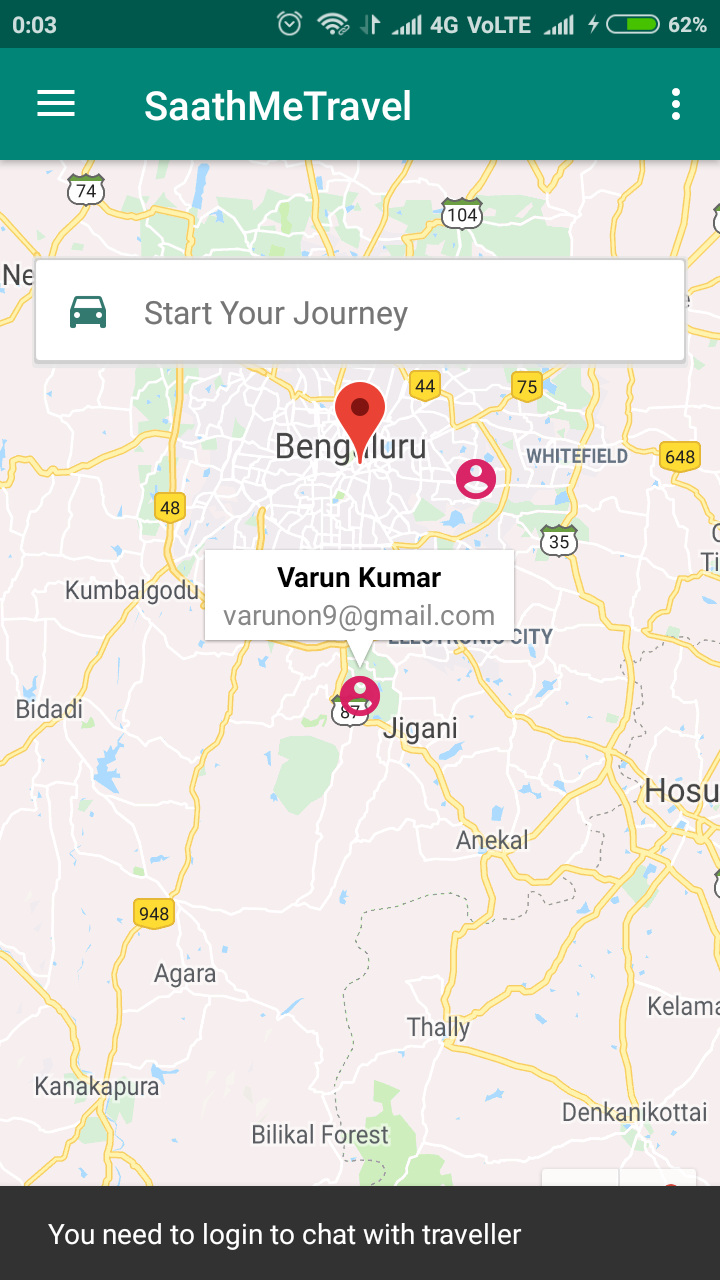 0:03
4G VoLTE
62%
SaathMeTravel
74
104
Ne
Start Your Journey
44
75
Bengaluru
WHITEFIELD
648
48
35
Kumbalgodu
Varun Kumar
varunon9@gmail.com
ELECTRONIC CITY
Bidadi
87
Jigani
Hosu
Anekal
948
Agara
Kelama
Thally
Kanakapura
Denkanikottai
Bilikal Forest
You need to login to chat with traveller